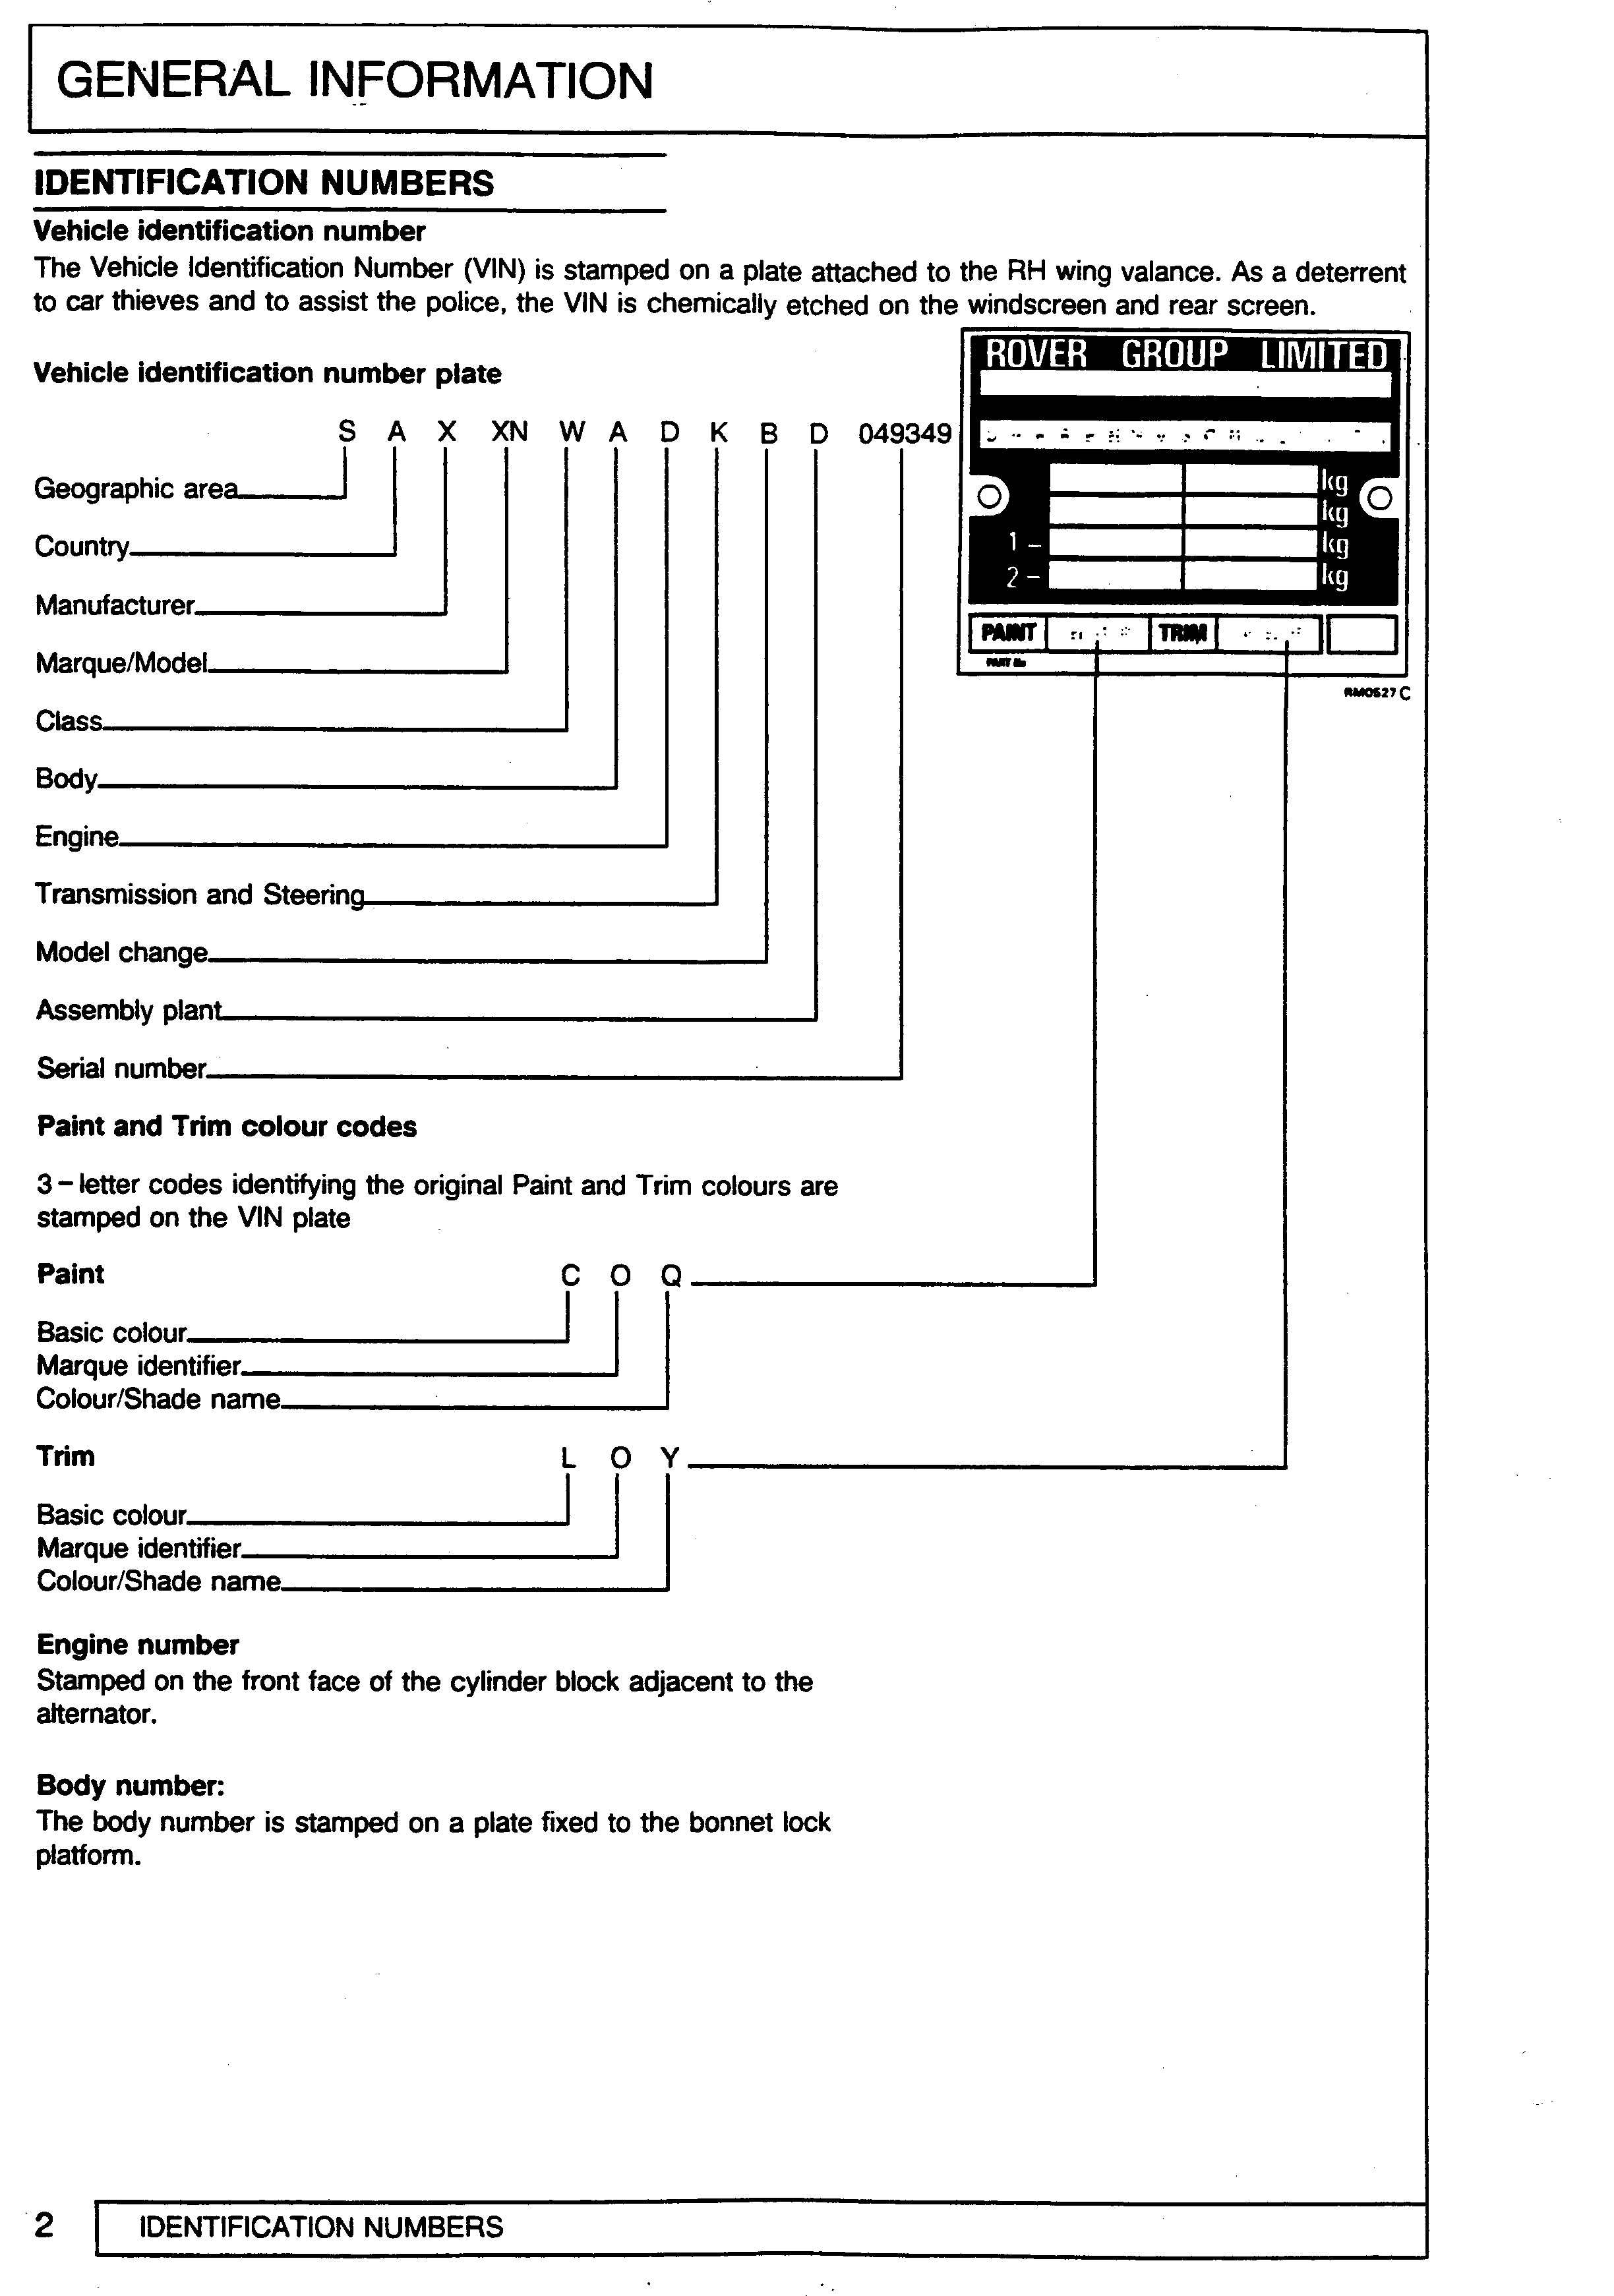 GENERAL INFORMATION
IDENTIFICATION NUMBERS
Vehicle identification number
The Vehicle Identification Number (VIN) is stamped on a plate attached to the RH wing valance. As a deterrent
to car thieves and to assist the police, the VIN is chemically etched on the windscreen and rear screen.
Vehicle identification number plate
ROVER GROUP LIMITED
S A X XN W A D K B D 049349
kg
kg
1 – kg
2 – kg
PAINT TRIM
PART No
RM0527 C
Geographic area
Country
Manufacturer
Marque/Model
Class
Body
Engine
Transmission and Steering
Model change
Assembly plant
Serial number
Paint and Trim colour codes
3 – letter codes identifying the original Paint and Trim colours are
stamped on the VIN plate
Paint C O Q
Basic colour
Marque identifier
Colour/Shade name
Trim L O Y
Basic colour
Marque identifier
Colour/Shade name
Engine number
Stamped on the front face of the cylinder block adjacent to the
alternator.
Body number:
The body number is stamped on a plate fixed to the bonnet lock
platform.
2 IDENTIFICATION NUMBERS